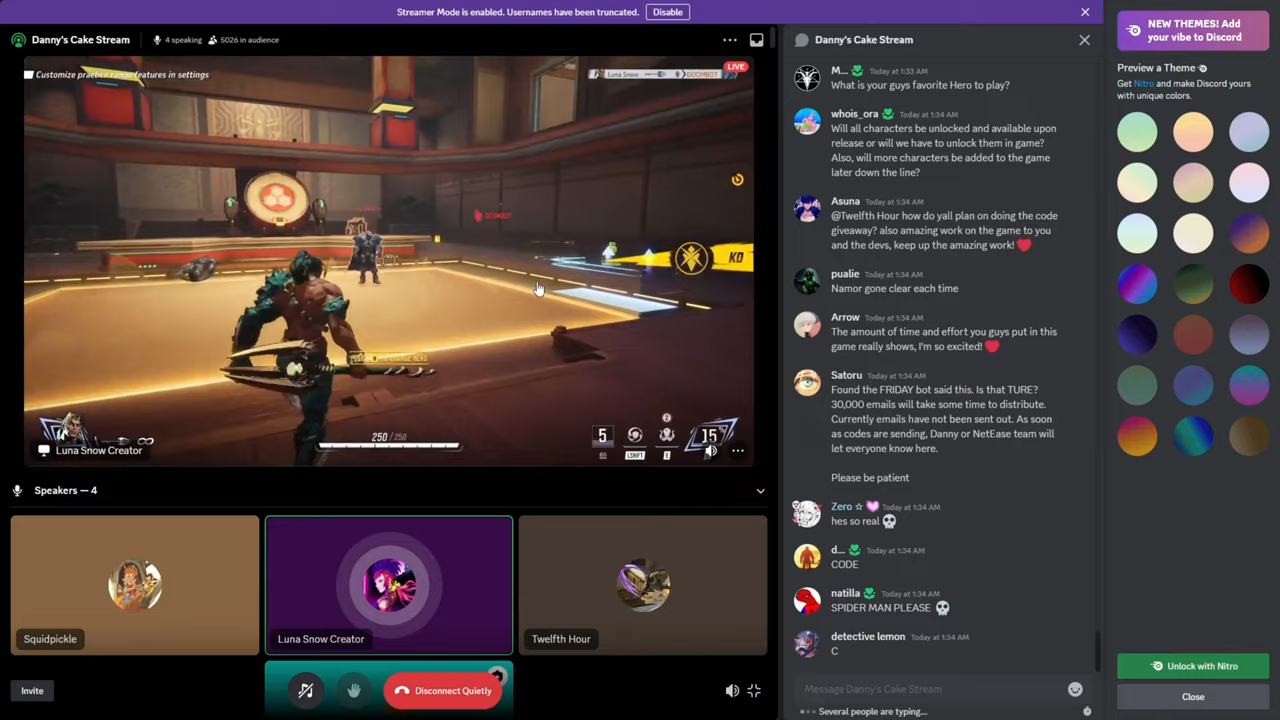 Streamer Mode is enabled. Usernames have been truncated.
Disable
Danny's Cake Stream
4 speaking
5026 in audience
Customize practice range features in settings
LIVE
Luna Snow
DOOMBOT
DOOMBOT
KO
250 / 250
5
LSHIFT
E
15
Luna Snow Creator
Speakers — 4
Squidpickle
Luna Snow Creator
Twelfth Hour
Invite
Disconnect Quietly
Danny's Cake Stream
M... Today at 1:33 AM
What is your guys favorite Hero to play?
whois_ora Today at 1:34 AM
Will all characters be unlocked and available upon
release or will we have to unlock them in game?
Also, will more characters be added to the game
later down the line?
Asuna Today at 1:34 AM
@Twelfth Hour how do yall plan on doing the code
giveaway? also amazing work on the game to you
and the devs, keep up the amazing work!
pualie Today at 1:34 AM
Namor gone clear each time
Arrow Today at 1:34 AM
The amount of time and effort you guys put in this
game really shows, I'm so excited!
Satoru Today at 1:34 AM
Found the FRIDAY bot said this. Is that TURE?
30,000 emails will take some time to distribute.
Currently emails have not been sent out. As soon
as codes are sending, Danny or NetEase team will
let everyone know here.
Please be patient
Zero ☆ Today at 1:34 AM
hes so real
d... Today at 1:34 AM
CODE
natilla Today at 1:34 AM
SPIDER MAN PLEASE
detective lemon Today at 1:34 AM
C
Message Danny's Cake Stream
Several people are typing...
NEW THEMES! Add
your vibe to Discord
Preview a Theme
Get Nitro and make Discord yours
with unique colors.
Unlock with Nitro
Close